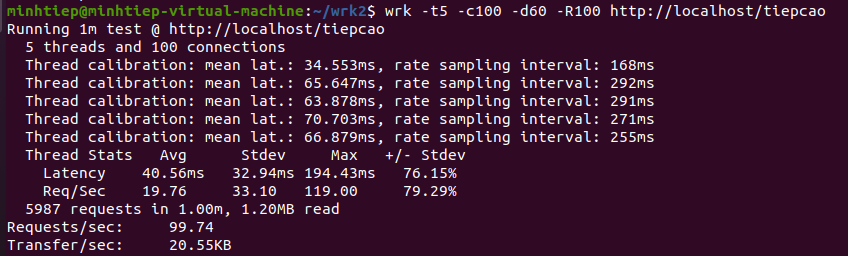 minhtiep@minhtiep-virtual-machine:~/wrk2$ wrk -t5 -c100 -d60 -R100 http://localhost/tiepcao
Running 1m test @ http://localhost/tiepcao
  5 threads and 100 connections
  Thread calibration: mean lat.: 34.553ms, rate sampling interval: 168ms
  Thread calibration: mean lat.: 65.647ms, rate sampling interval: 292ms
  Thread calibration: mean lat.: 63.878ms, rate sampling interval: 291ms
  Thread calibration: mean lat.: 70.703ms, rate sampling interval: 271ms
  Thread calibration: mean lat.: 66.879ms, rate sampling interval: 255ms
  Thread Stats   Avg      Stdev     Max   +/- Stdev
    Latency    40.56ms   32.94ms 194.43ms   76.15%
    Req/Sec    19.76     33.10   119.00     79.29%
  5987 requests in 1.00m, 1.20MB read
Requests/sec:     99.74
Transfer/sec:     20.55KB